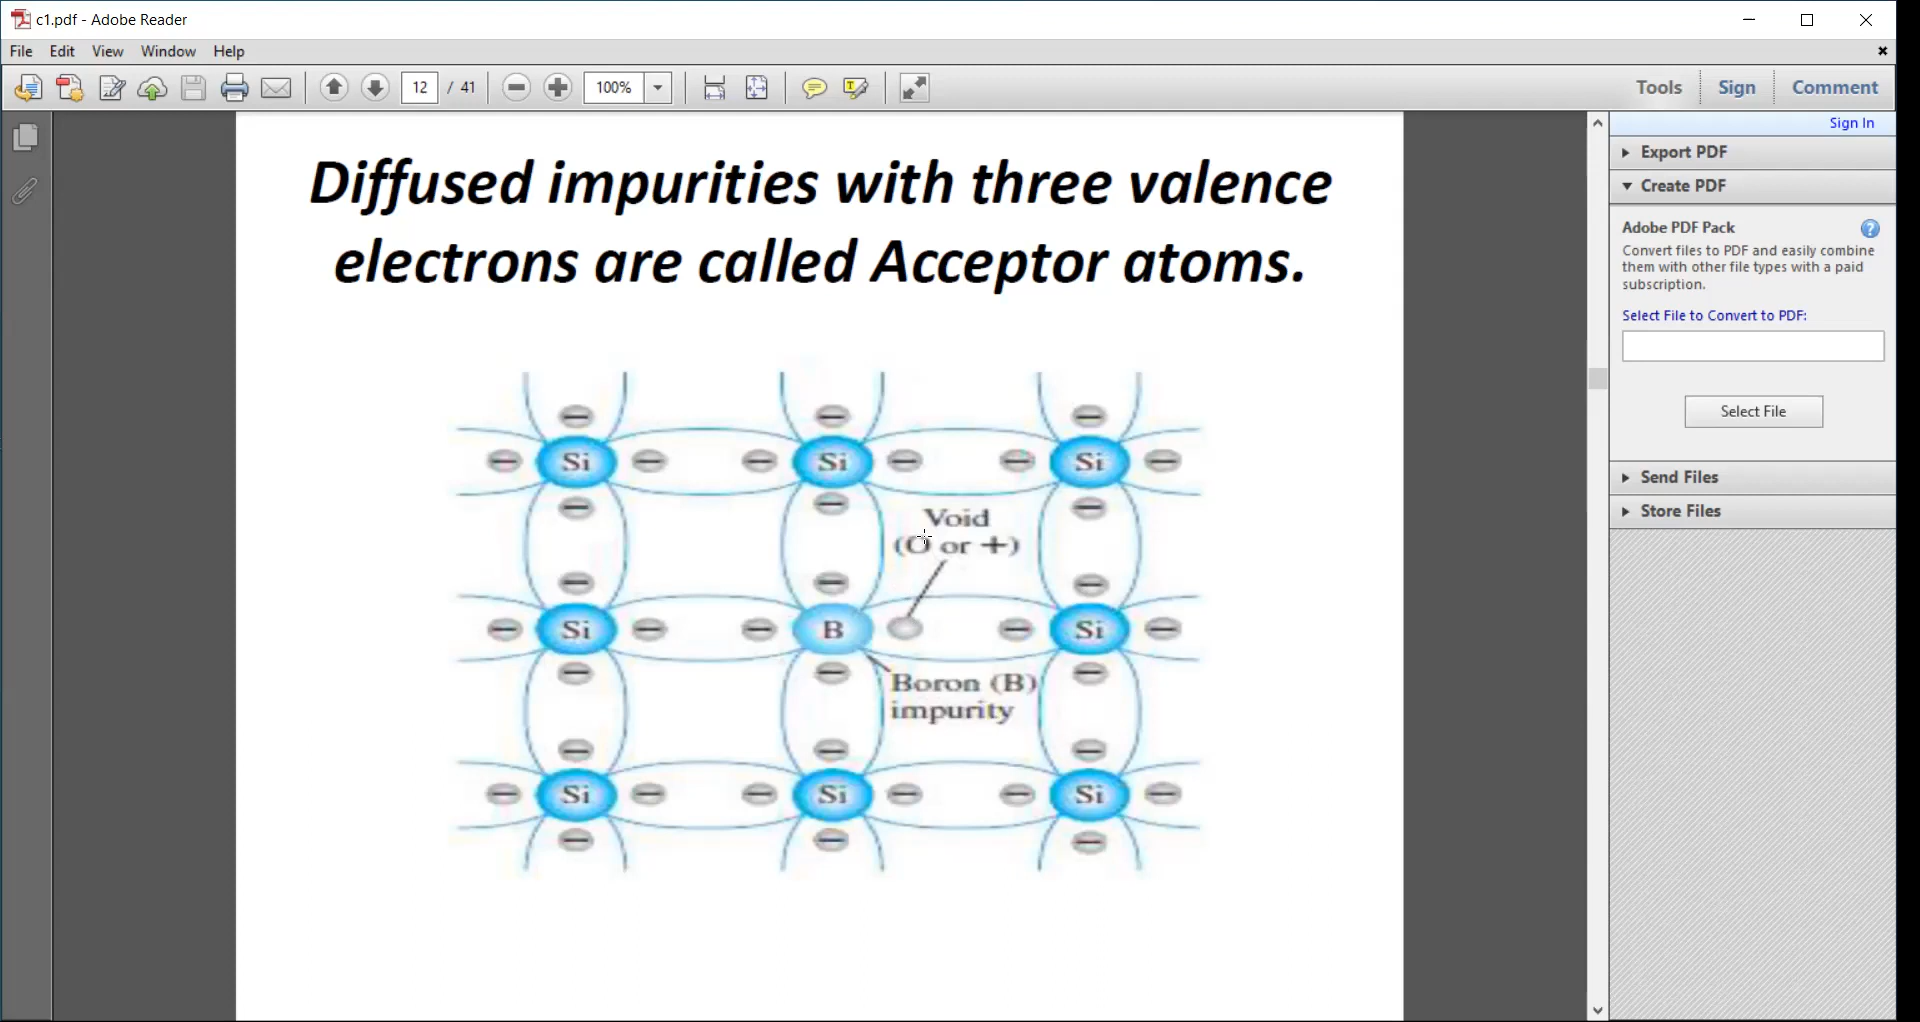 c1.pdf - Adobe Reader
File Edit View Window Help
12 / 41 100% Tools Sign Comment
Sign In
Export PDF
Create PDF
Adobe PDF Pack
Convert files to PDF and easily combine
them with other file types with a paid
subscription.
Select File to Convert to PDF:
Select File
Send Files
Store Files
Diffused impurities with three valence
electrons are called Acceptor atoms.
Si Si Si
Void
(O or +)
Si B Si
Boron (B)
impurity
Si Si Si